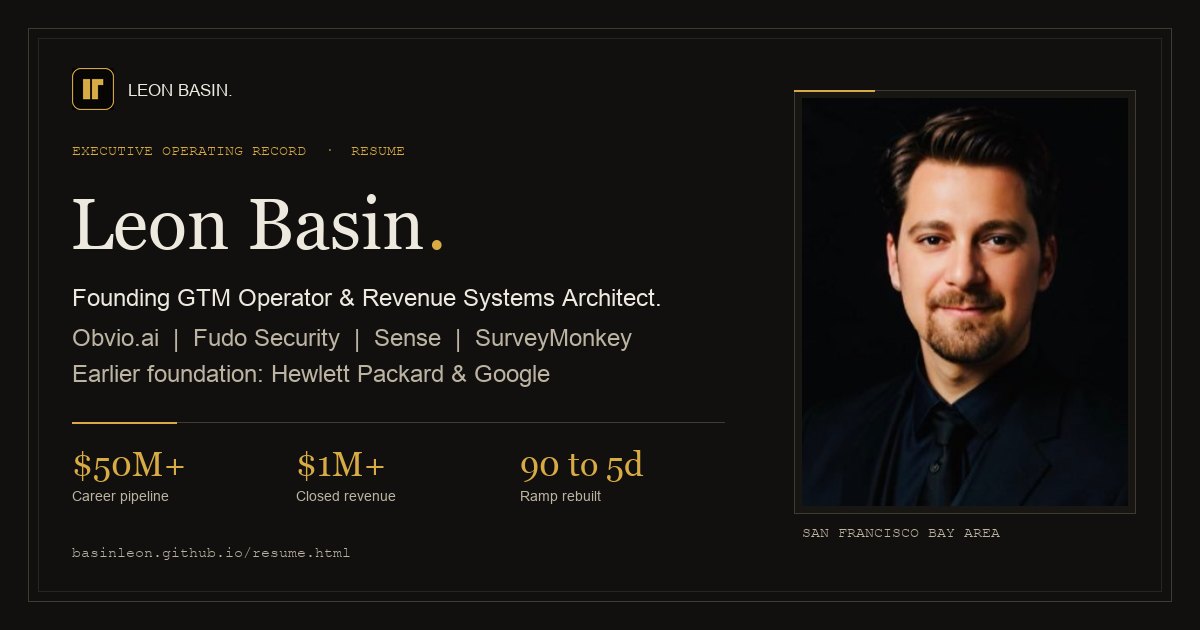 LEON BASIN.
EXECUTIVE OPERATING RECORD · RESUME
Leon Basin.
Founding GTM Operator & Revenue Systems Architect.
Obvio.ai | Fudo Security | Sense | SurveyMonkey
Earlier foundation: Hewlett Packard & Google
$50M+ $1M+ 90 to 5d
Career pipeline Closed revenue Ramp rebuilt
basinleon.github.io/resume.html
SAN FRANCISCO BAY AREA